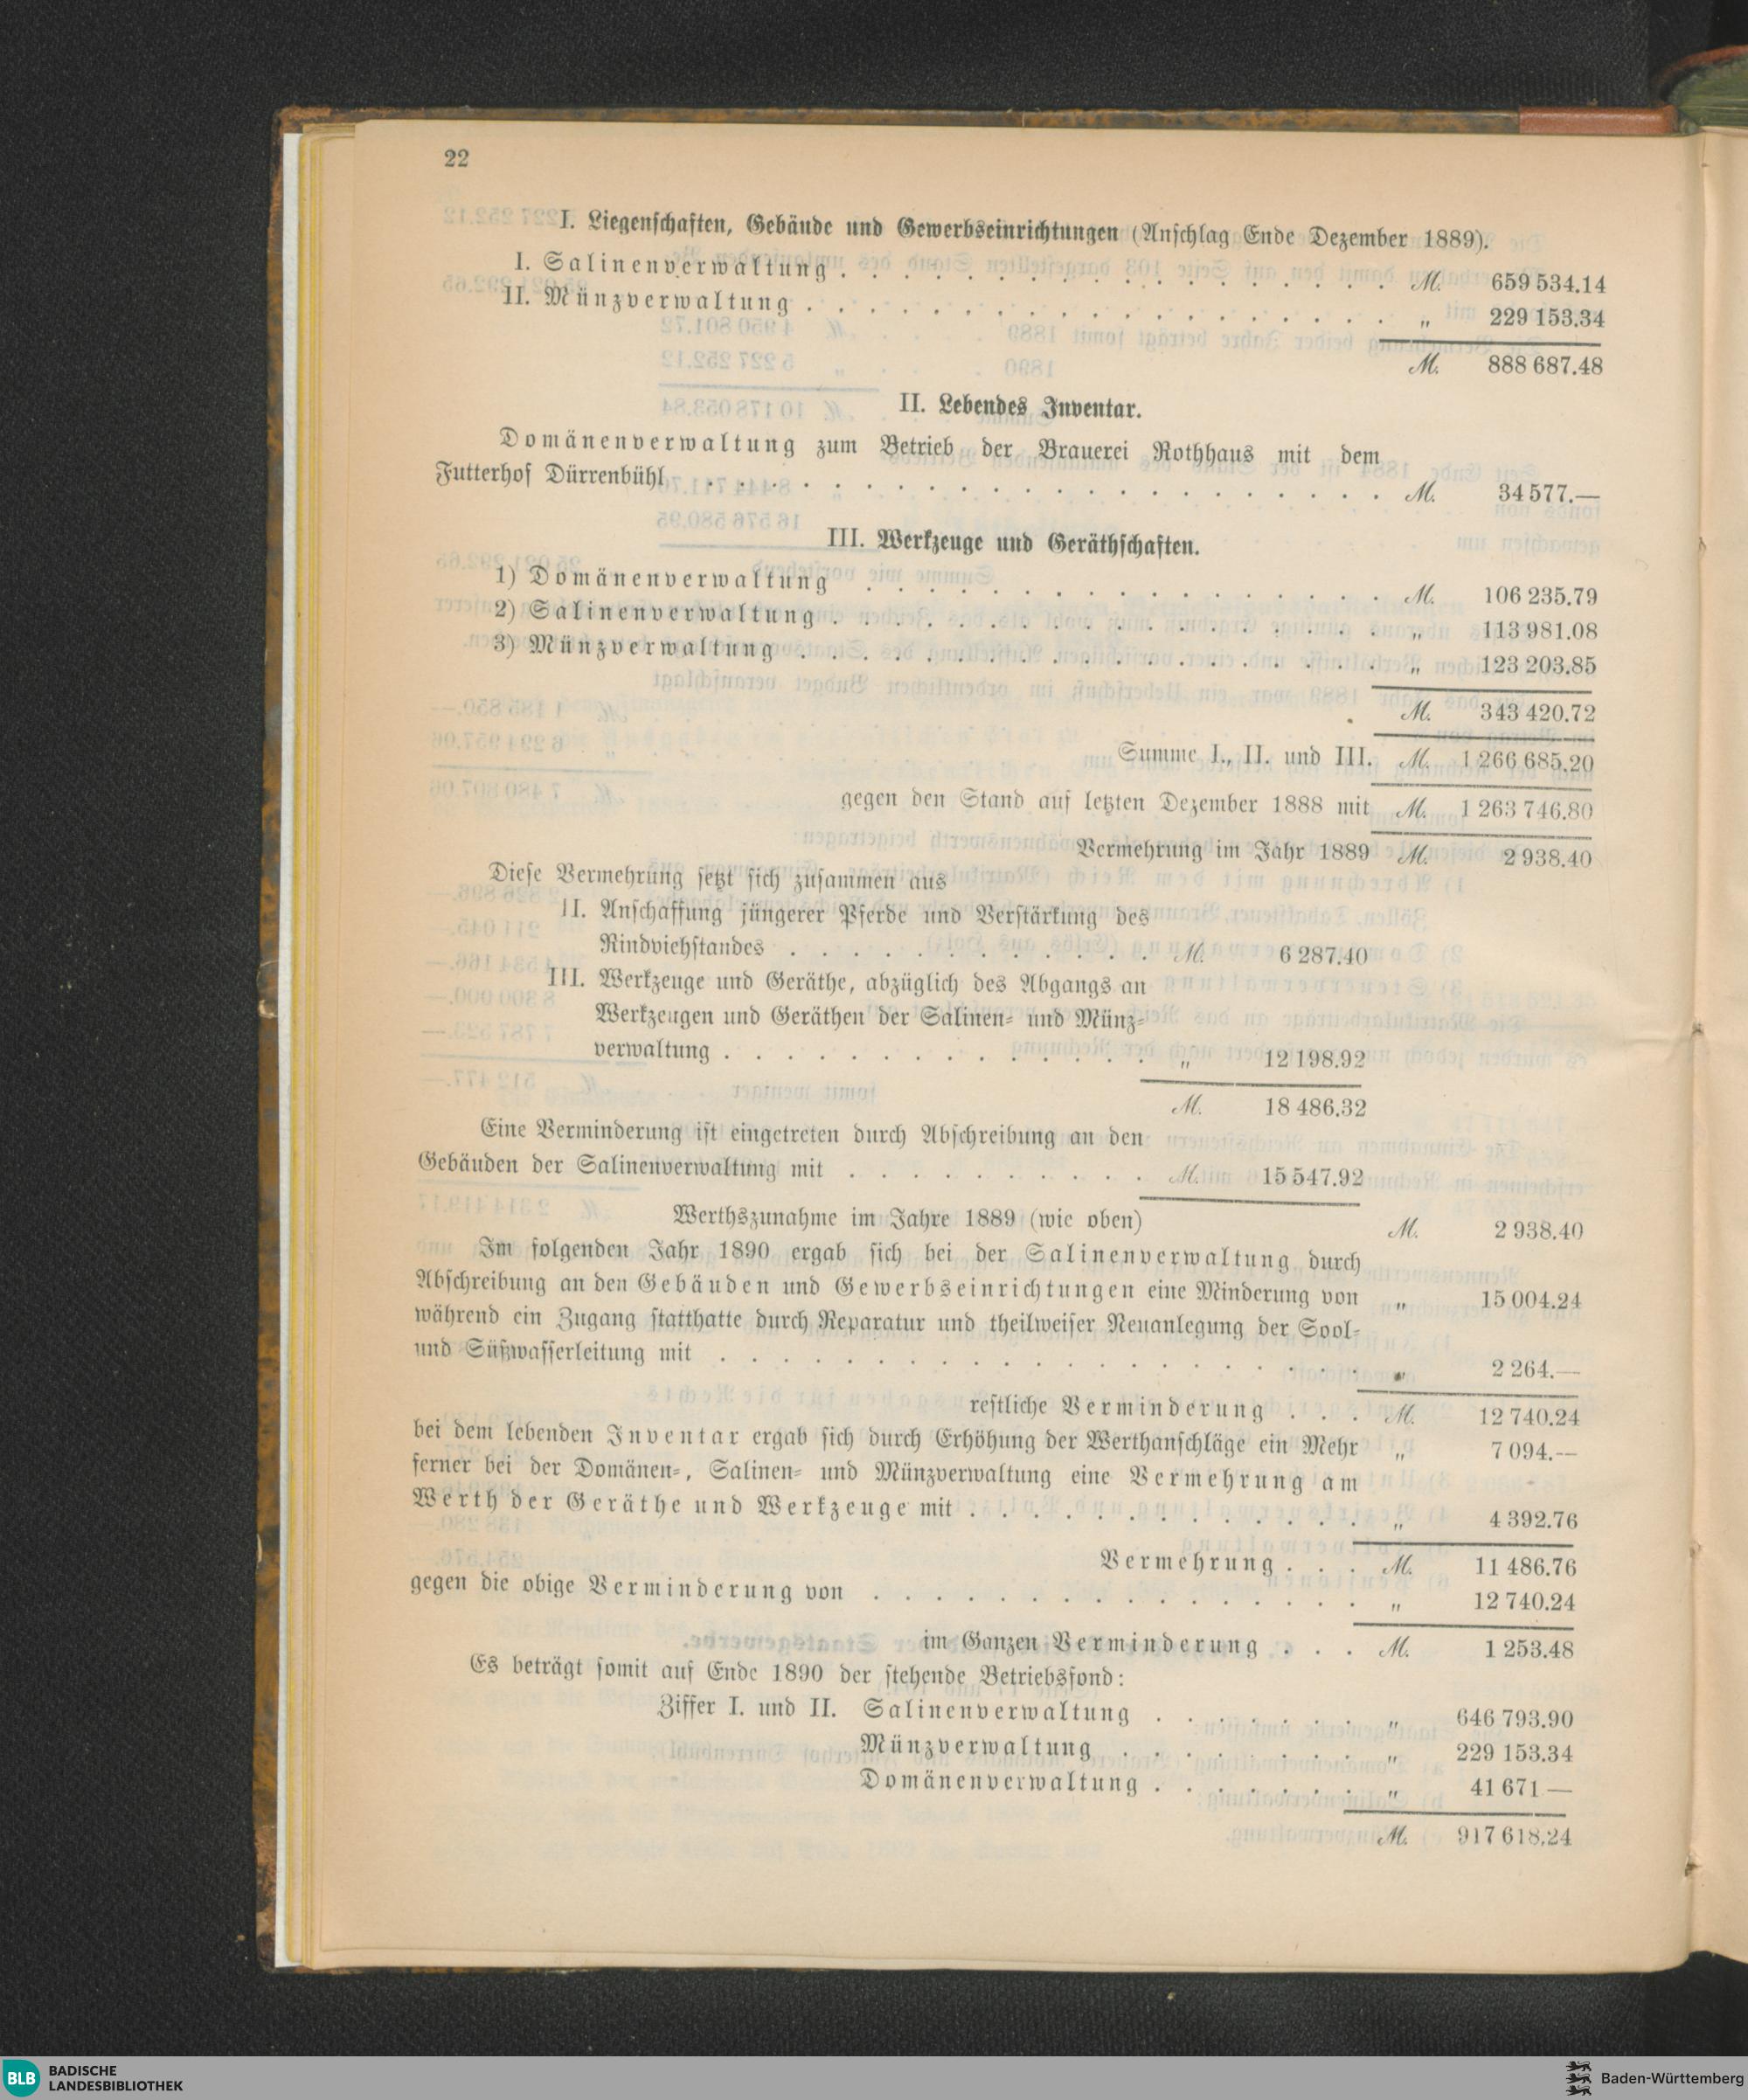 22
I. Liegenschaften, Gebäude und Gewerbseinrichtungen (Anschlag Ende Dezember 1889).
I. Salinenverwaltung . . . . . . . . . . . . . . . . . . M. 659 534.14
II. Münzverwaltung . . . . . . . . . . . . . . . . . . . „ 229 153.34
M. 888 687.48
II. Lebendes Inventar.
Domänenverwaltung zum Betrieb der Brauerei Rothhaus mit dem
Futterhof Dürrenbühl . . . . . . . . . . . . . . . . . . . . . . M. 34 577.—
III. Werkzeuge und Geräthschaften.
1) Domänenverwaltung . . . . . . . . . . . . . . . . . M. 106 235.79
2) Salinenverwaltung . . . . . . . . . . . . . . . . . . „ 113 981.08
3) Münzverwaltung . . . . . . . . . . . . . . . . . . . „ 123 203.85
M. 343 420.72
Summe I., II. und III. M. 1 266 685.20
gegen den Stand auf letzten Dezember 1888 mit M. 1 263 746.80
Vermehrung im Jahr 1889 M. 2 938.40
Diese Vermehrung setzt sich zusammen aus
II. Anschaffung jüngerer Pferde und Verstärkung des
Rindviehstandes . . . . . . . . . . . . M. 6 287.40
III. Werkzeuge und Geräthe, abzüglich des Abgangs an
Werkzeugen und Geräthen der Salinen- und Münz-
verwaltung . . . . . . . . . . . . . . „ 12 198.92
M. 18 486.32
Eine Verminderung ist eingetreten durch Abschreibung an den
Gebäuden der Salinenverwaltung mit . . . . . . . . . . M. 15 547.92
Werthszunahme im Jahre 1889 (wie oben) M. 2 938.40
Im folgenden Jahr 1890 ergab sich bei der Salinenverwaltung durch
Abschreibung an den Gebäuden und Gewerbseinrichtungen eine Minderung von „ 15 004.24
während ein Zugang statthatte durch Reparatur und theilweiser Neuanlegung der Sool-
und Süßwasserleitung mit . . . . . . . . . . . . . . . . . . . . . „ 2 264.—
restliche Verminderung . . . M. 12 740.24
bei dem lebenden Inventar ergab sich durch Erhöhung der Werthanschläge ein Mehr „ 7 094.—
ferner bei der Domänen-, Salinen- und Münzverwaltung eine Vermehrung am
Werth der Geräthe und Werkzeuge mit . . . . . . . . . . . . . „ 4 392.76
Vermehrung . . . M. 11 486.76
gegen die obige Verminderung von . . . . . . . . . . . . . . . . „ 12 740.24
im Ganzen Verminderung . . . M. 1 253.48
Es beträgt somit auf Ende 1890 der stehende Betriebsfond:
Ziffer I. und II. Salinenverwaltung . . . . . . . „ 646 793.90
Münzverwaltung . . . . . . . . „ 229 153.34
Domänenverwaltung . . . . . . . „ 41 671 —
M. 917 618.24
BLB BADISCHE
LANDESBIBLIOTHEK
Baden-Württemberg